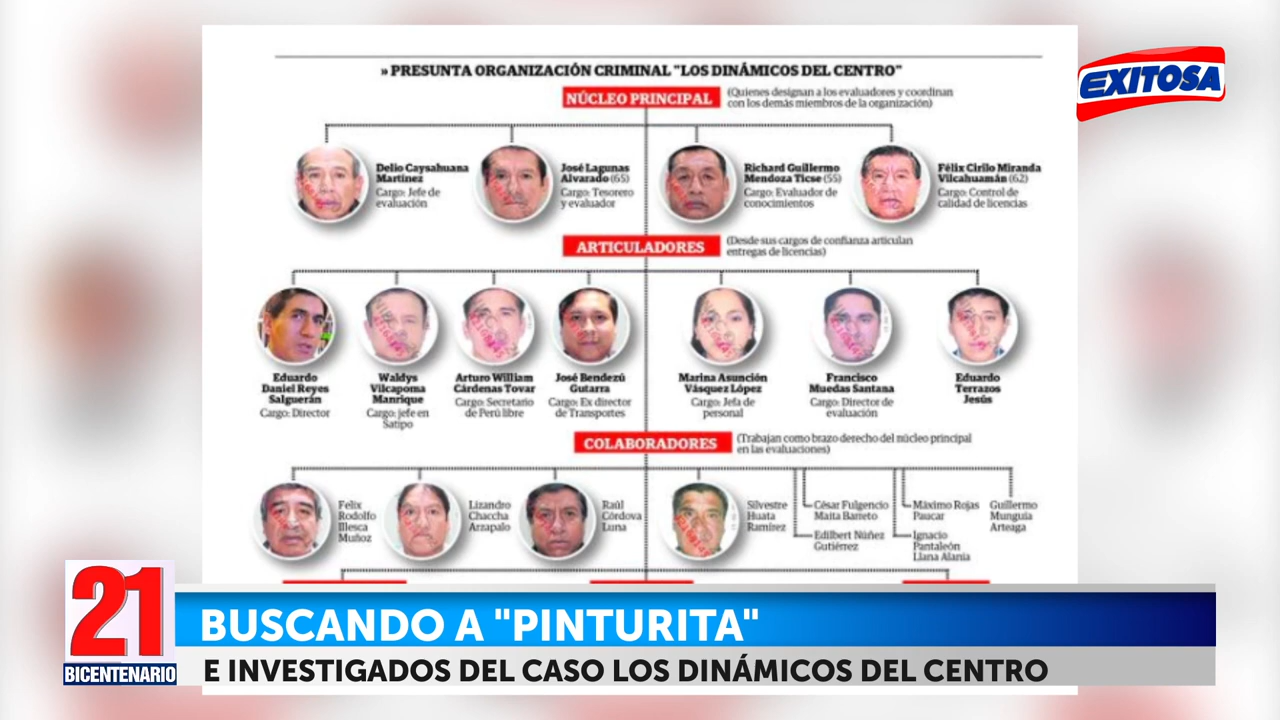 » PRESUNTA ORGANIZACIÓN CRIMINAL "LOS DINÁMICOS DEL CENTRO"
EXITOSA
NÚCLEO PRINCIPAL
(Quienes designan a los evaluadores y coordinan
con los demás miembros de la organización)
Delio Caysahuana
Martínez
Cargo: Jefe de
evaluación
José Lagunas
Alvarado (65)
Cargo: Tesorero
y evaluador
Richard Guillermo
Mendoza Ticse (55)
Cargo: Evaluador de
conocimientos
Félix Cirilo Miranda
Vilcahuamán (62)
Cargo: Control de
calidad de licencias
ARTICULADORES
(Desde sus cargos de confianza articulan
entregas de licencias)
Eduardo
Daniel Reyes
Salguerán
Cargo: Director
Waldys
Vilcapoma
Manrique
Cargo: jefe en
Satipo
Arturo William
Cárdenas Tovar
Cargo: Secretario
de Perú libre
José Bendezú
Gutarra
Cargo: Ex director
de Transportes
Marina Asunción
Vásquez López
Cargo: Jefa de
personal
Francisco
Muedas Santana
Cargo: Director de
evaluación
Eduardo
Terrazos
Jesús
COLABORADORES
(Trabajan como brazo derecho del núcleo principal
en las evaluaciones)
Felix
Rodolfo
Illesca
Muñoz
Lizandro
Chaccha
Arzapalo
Raúl
Córdova
Luna
Silvestre
Huata
Ramírez
César Fulgencio
Maita Barreto
Edilbert Núñez
Gutiérrez
Máximo Rojas
Paucar
Ignacio
Pantaleón
Llana Alania
Guillermo
Munguía
Arteaga
21
BICENTENARIO
BUSCANDO A "PINTURITA"
E INVESTIGADOS DEL CASO LOS DINÁMICOS DEL CENTRO